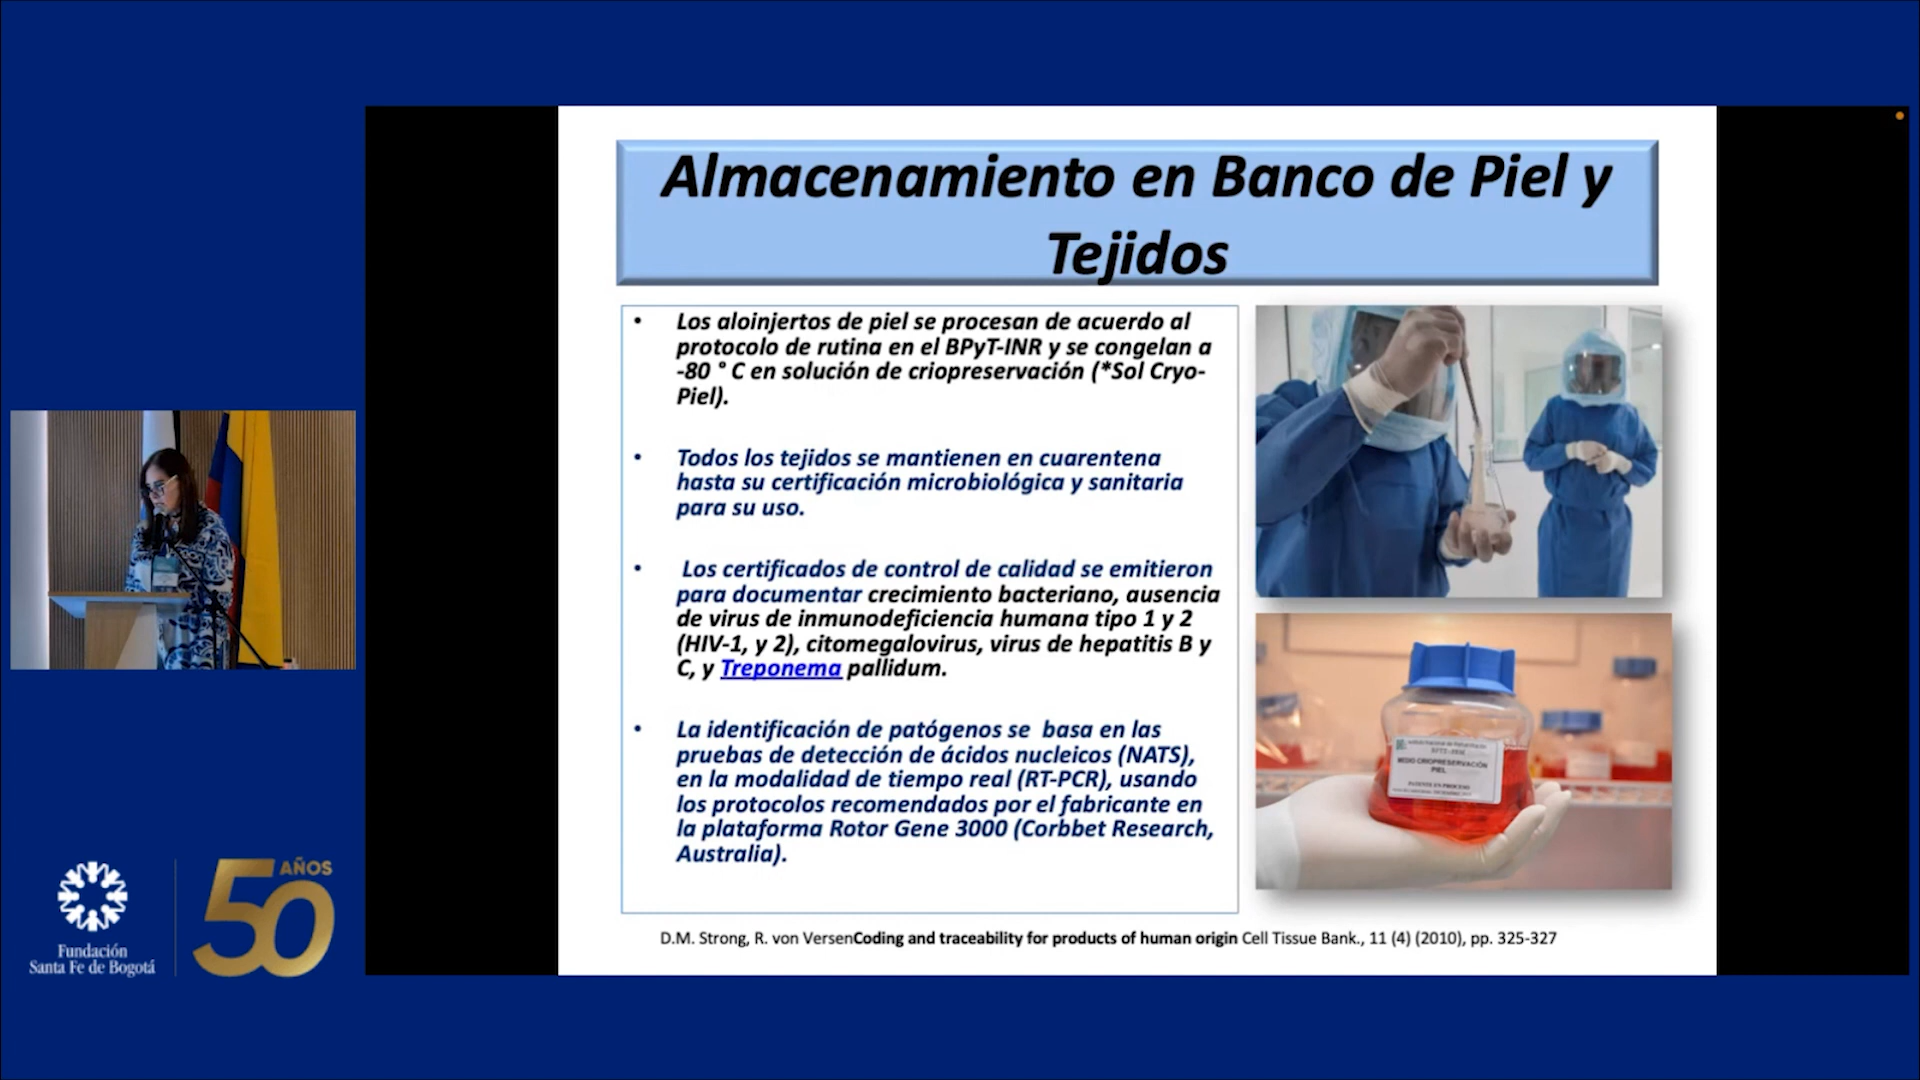 Almacenamiento en Banco de Piel y
Tejidos
• Los aloinjertos de piel se procesan de acuerdo al
protocolo de rutina en el BPyT-INR y se congelan a
-80 ° C en solución de criopreservación (*Sol Cryo-
Piel).
• Todos los tejidos se mantienen en cuarentena
hasta su certificación microbiológica y sanitaria
para su uso.
• Los certificados de control de calidad se emitieron
para documentar crecimiento bacteriano, ausencia
de virus de inmunodeficiencia humana tipo 1 y 2
(HIV-1, y 2), citomegalovirus, virus de hepatitis B y
C, y Treponema pallidum.
• La identificación de patógenos se basa en las
pruebas de detección de ácidos nucleicos (NATS),
en la modalidad de tiempo real (RT-PCR), usando
los protocolos recomendados por el fabricante en
la plataforma Rotor Gene 3000 (Corbbet Research,
Australia).
MEDIO CRIOPRESERVACIÓN
PIEL
PATENTE EN PROCESO
D.M. Strong, R. von VersenCoding and traceability for products of human origin Cell Tissue Bank., 11 (4) (2010), pp. 325-327
Fundación
Santa Fe de Bogotá
50 AÑOS